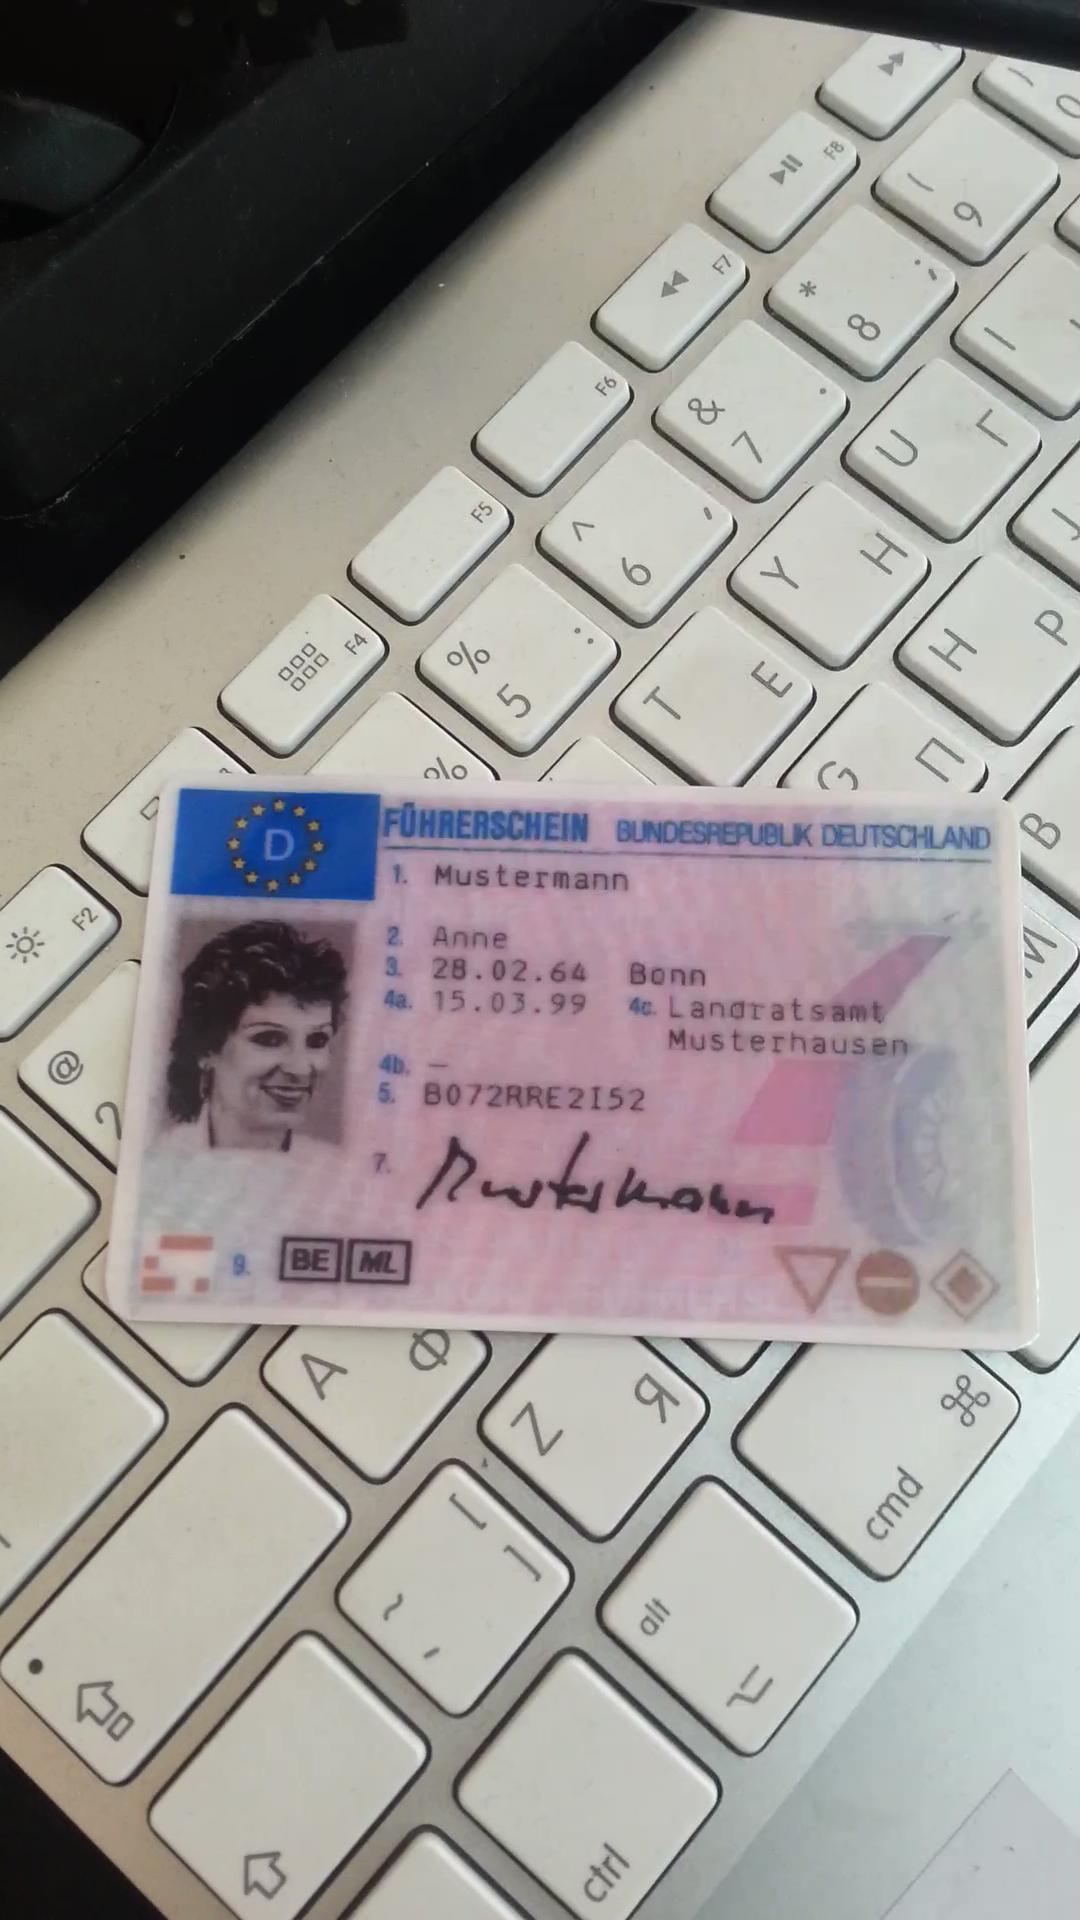 F8
9
F7
*
8
F6
&
7
U Г
F5
^
6
Y Н
F4
%
5
T Е
H Р
G П
%
В
F2
М
@
2
D
FÜHRERSCHEIN BUNDESREPUBLIK DEUTSCHLAND
1. Mustermann
2. Anne
3. 28.02.64 Bonn
4a. 15.03.99 4c. Landratsamt
Musterhausen
4b. –
5. B072RRE2I52
7. Mustermann
9. BE ML
A Ф
Z Я
cmd
[ ]
alt
ctrl